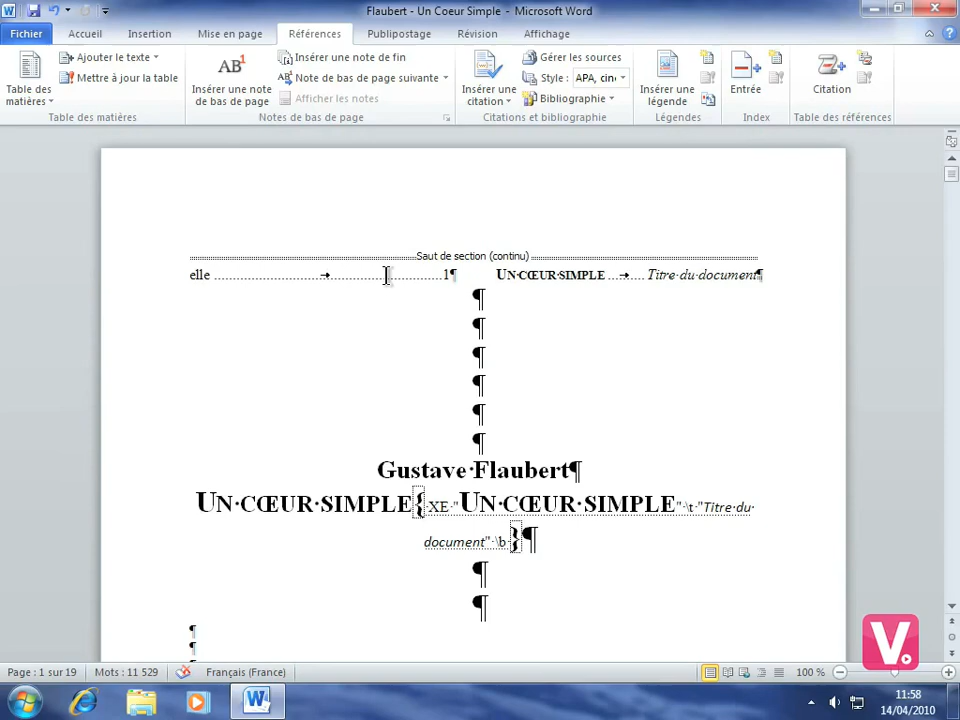 Flaubert - Un Coeur Simple - Microsoft Word
Fichier Accueil Insertion Mise en page Références Publipostage Révision Affichage
Table des matières
Ajouter le texte
Mettre à jour la table
Table des matières
AB¹
Insérer une note de bas de page
Insérer une note de fin
Note de bas de page suivante
Afficher les notes
Notes de bas de page
Insérer une citation
Gérer les sources
Style : APA, cin
Bibliographie
Citations et bibliographie
Insérer une légende
Légendes
Entrée
Index
Citation
Table des références
Saut de section (continu)
elle ........................→........................1¶
UN·CŒUR·SIMPLE ....→.... Titre·du·document¶
¶
¶
¶
¶
¶
¶
Gustave·Flaubert¶
UN·CŒUR·SIMPLE{·XE·"UN·CŒUR·SIMPLE"·\t·"Titre·du·
document"·\b·}¶
¶
¶
¶
¶
V
Page : 1 sur 19 Mots : 11 529 Français (France) 100 %
11:58
14/04/2010